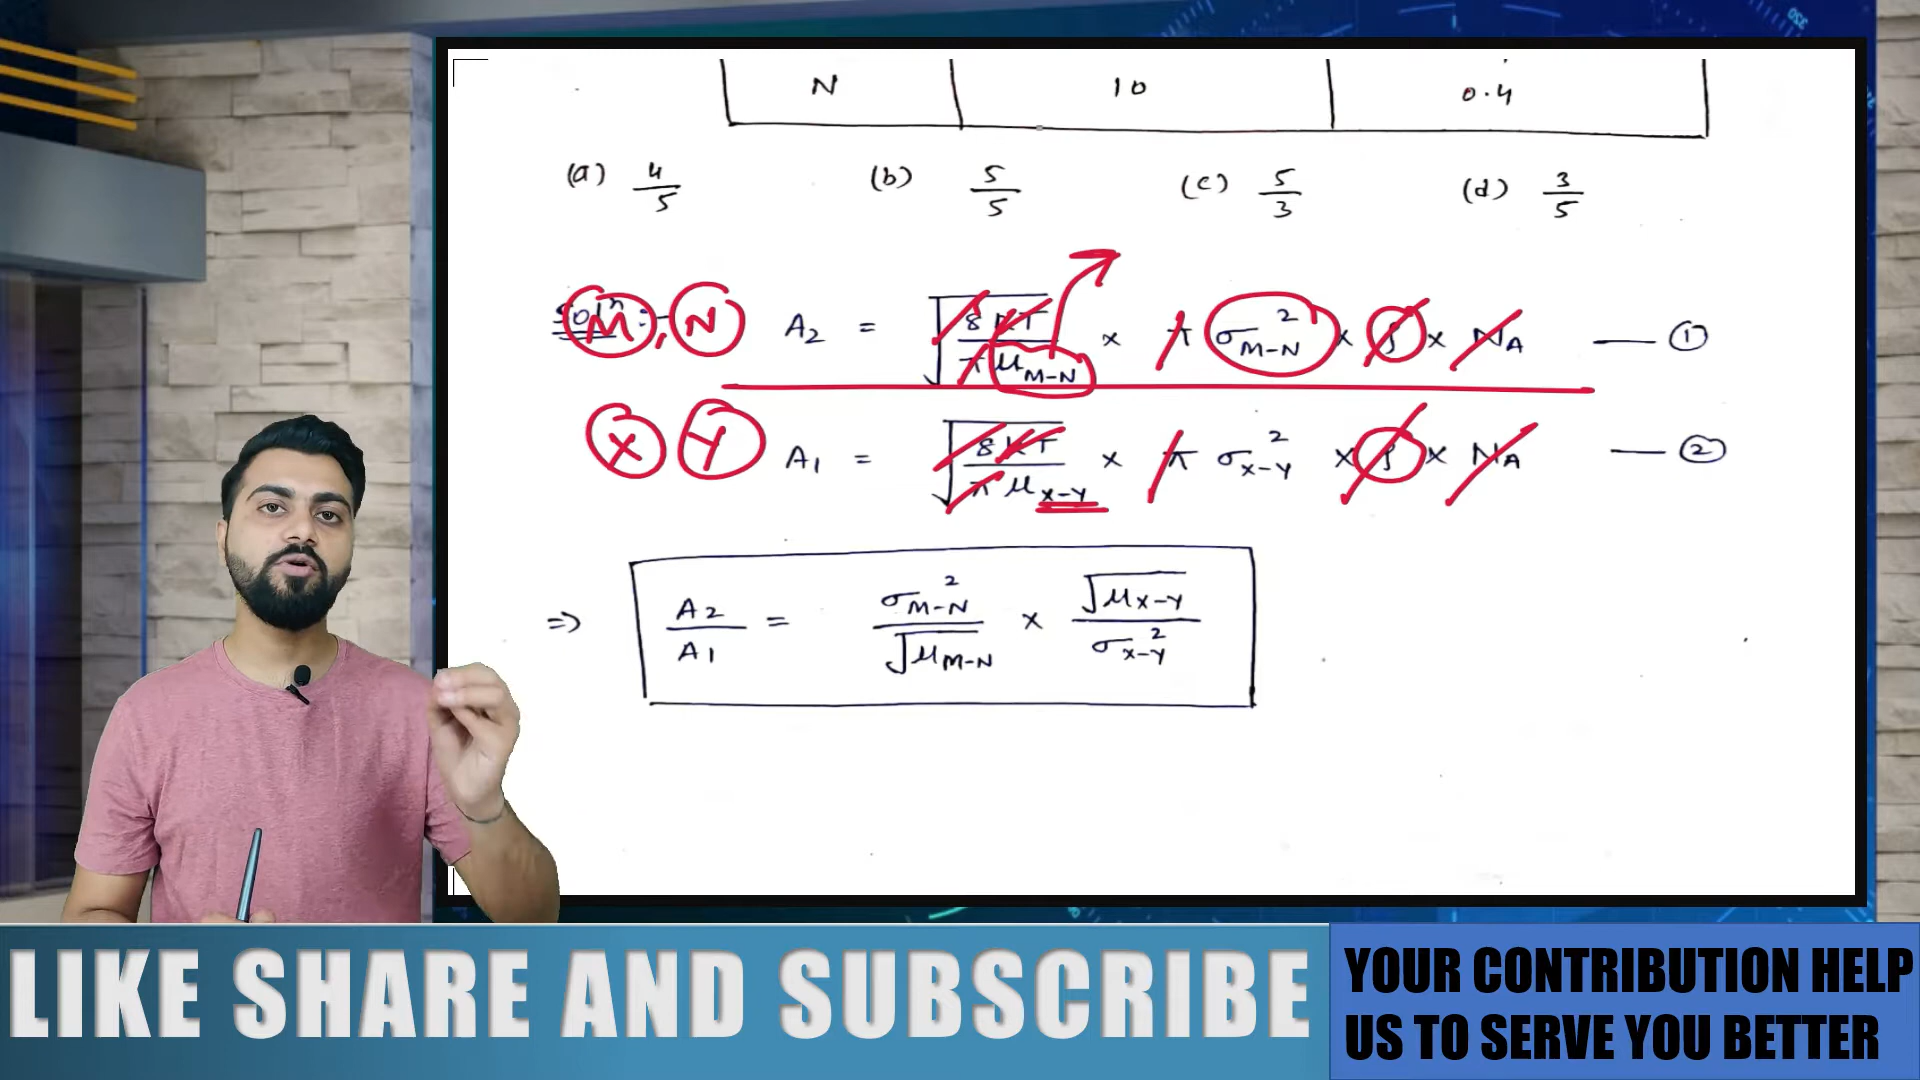 N 10 0.4
(a) 4/5 (b) 5/5 (c) 5/3 (d) 3/5
Solⁿ:- M, N A₂ = √(8kT/πμ_M-N) × π σ²_M-N × ρ × N_A — ①
X Y A₁ = √(8kT/πμ_x-y) × π σ²_x-y × ρ × N_A — ②
⇒ A₂/A₁ = σ²_M-N/√μ_M-N × √μ_X-Y/σ²_x-y
LIKE SHARE AND SUBSCRIBE
YOUR CONTRIBUTION HELP
US TO SERVE YOU BETTER